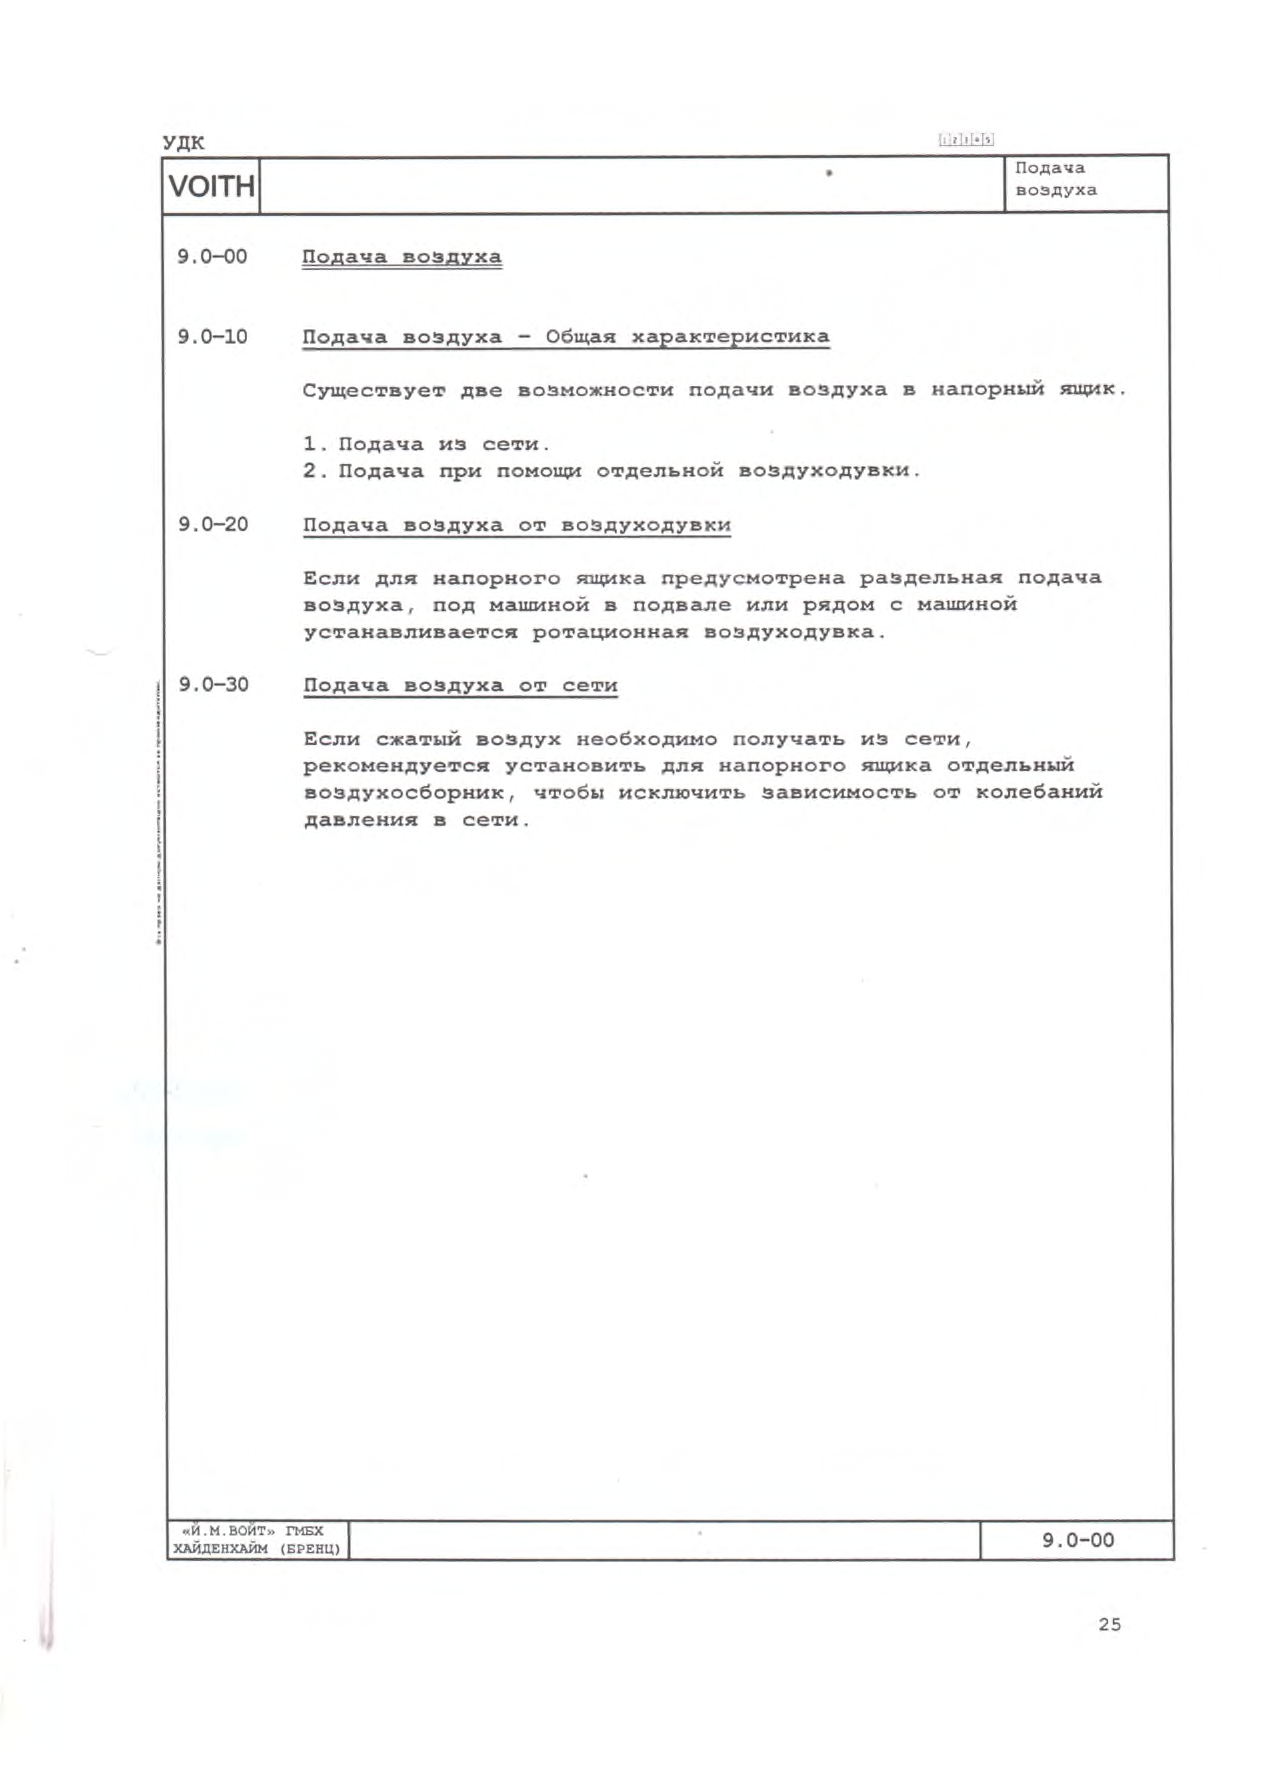 УДК
1 2 3 4 5
VOITH
Подача
воздуха
9.0-00 Подача воздуха
9.0-10 Подача воздуха - Общая характеристика
Существует две возможности подачи воздуха в напорный ящик.
1. Подача из сети.
2. Подача при помощи отдельной воздуходувки.
9.0-20 Подача воздуха от воздуходувки
Если для напорного ящика предусмотрена раздельная подача
воздуха, под машиной в подвале или рядом с машиной
устанавливается ротационная воздуходувка.
9.0-30 Подача воздуха от сети
Если сжатый воздух необходимо получать из сети,
рекомендуется установить для напорного ящика отдельный
воздухосборник, чтобы исключить зависимость от колебаний
давления в сети.
«Й.М.ВОЙТ» ГМБХ
ХАЙДЕНХАЙМ (БРЕНЦ)
9.0-00
25